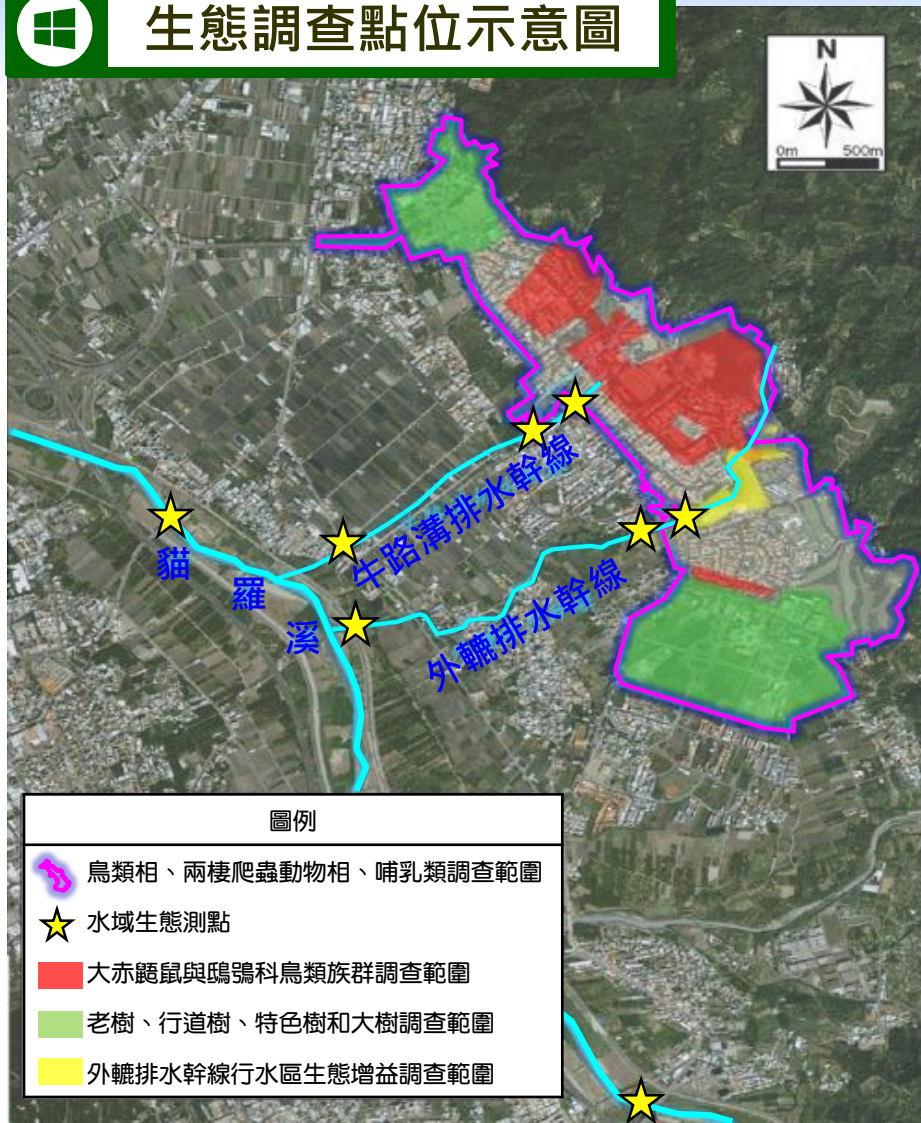 生態調查點位示意圖
N
0m 500m
牛路溝排水幹線
貓羅溪
外轆排水幹線
圖例
鳥類相、兩棲爬蟲動物相、哺乳類調查範圍
水域生態測點
大赤鼯鼠與鴟鴞科鳥類族群調查範圍
老樹、行道樹、特色樹和大樹調查範圍
外轆排水幹線行水區生態增益調查範圍